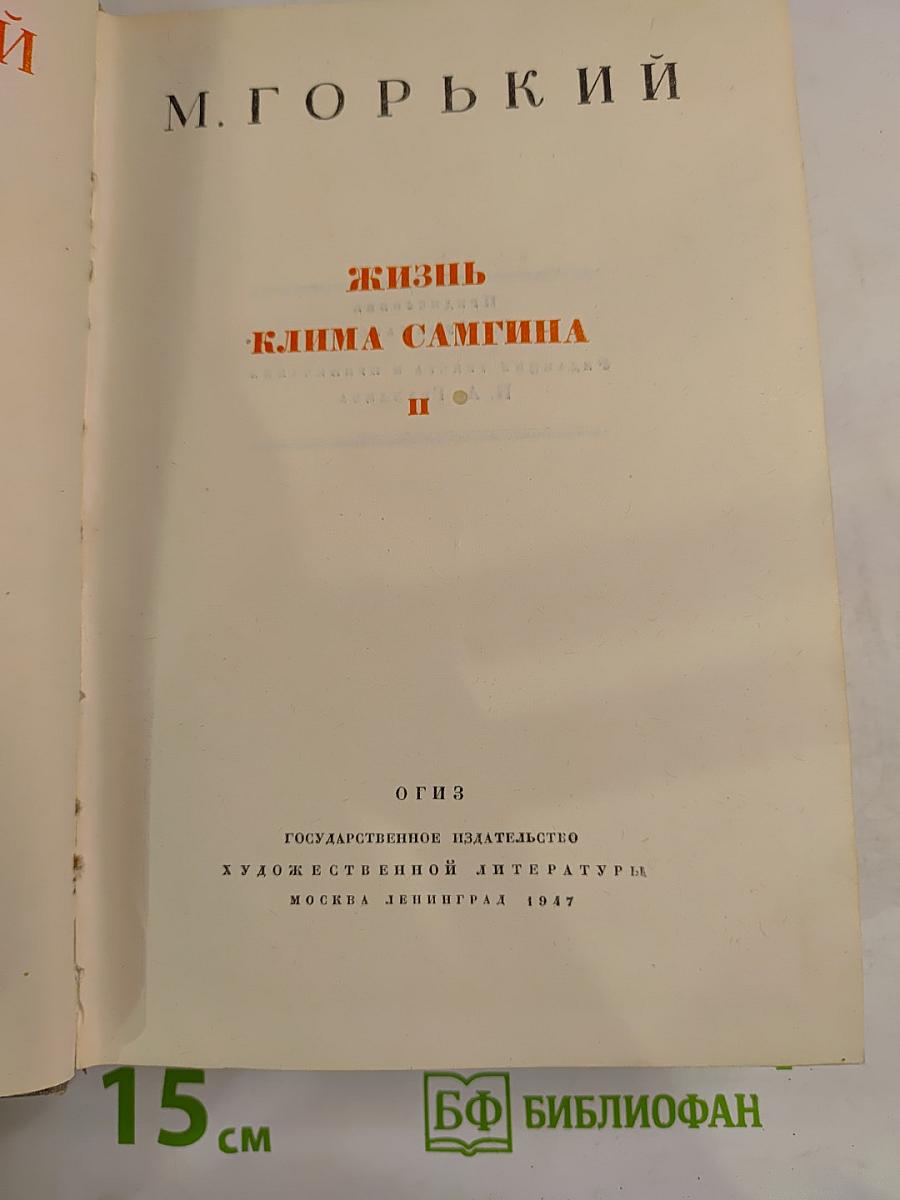 Й
М. ГОРЬКИЙ
ЖИЗНЬ
КЛИМА САМГИНА
II
ОГИЗ
ГОСУДАРСТВЕННОЕ ИЗДАТЕЛЬСТВО
ХУДОЖЕСТВЕННОЙ ЛИТЕРАТУРЫ
МОСКВА ЛЕНИНГРАД 1947
15 см
БФ БИБЛИОФАН